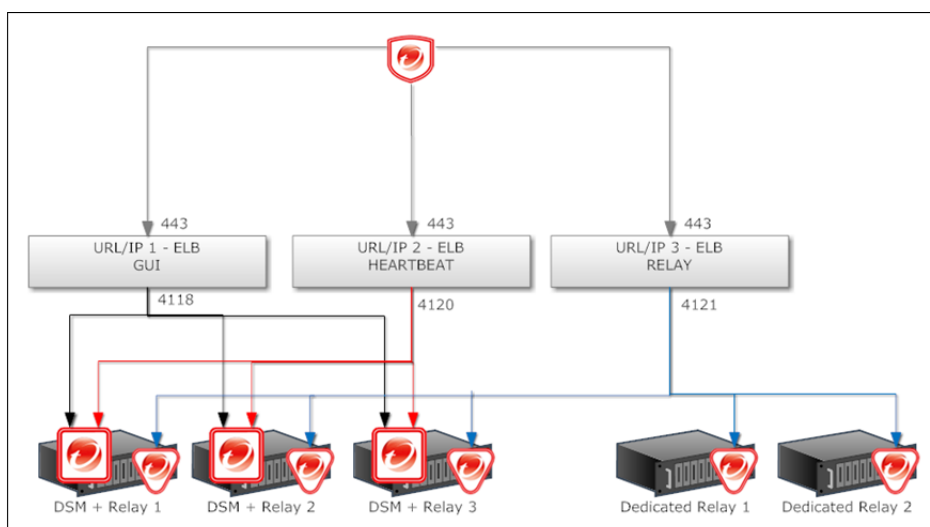 443
443
443
URL/IP 1 - ELB
GUI
URL/IP 2 - ELB
HEARTBEAT
URL/IP 3 - ELB
RELAY
4118
4120
4121
DSM + Relay 1
DSM + Relay 2
DSM + Relay 3
Dedicated Relay 1
Dedicated Relay 2